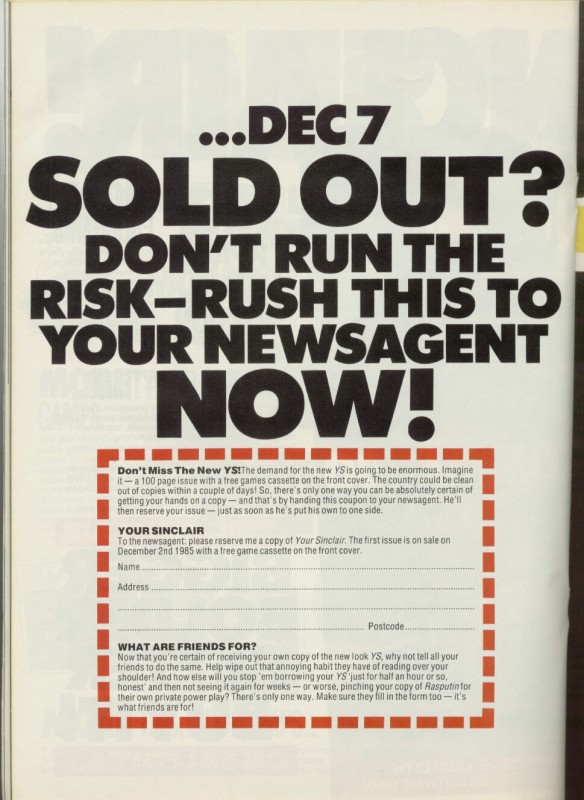 ...DEC 7
SOLD OUT?
DON'T RUN THE
RISK—RUSH THIS TO
YOUR NEWSAGENT
NOW!
Don't Miss The New YS! The demand for the new YS is going to be enormous. Imagine
it — a 100 page issue with a free games cassette on the front cover. The country could be clean
out of copies within a couple of days! So, there's only one way you can be absolutely certain of
getting your hands on a copy — and that's by handing this coupon to your newsagent. He'll
then reserve your issue — just as soon as he's put his own to one side.
YOUR SINCLAIR
To the newsagent: please reserve me a copy of Your Sinclair. The first issue is on sale on
December 2nd 1985 with a free game cassette on the front cover.
Name
Address
Postcode
WHAT ARE FRIENDS FOR?
Now that you're certain of receiving your own copy of the new look YS, why not tell all your
friends to do the same. Help wipe out that annoying habit they have of reading over your
shoulder! And how else will you stop 'em borrowing your YS 'just for half an hour or so,
honest' and then not seeing it again for weeks — or worse, pinching your copy of Rasputin for
their own private power play? There's only one way. Make sure they fill in the form too — it's
what friends are for!